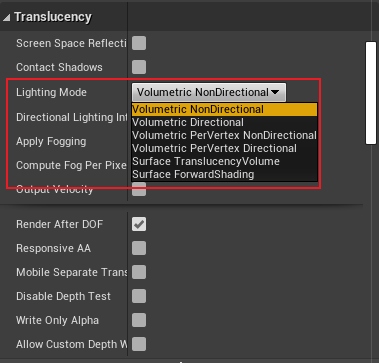 Translucency
Screen Space Reflecti
Contact Shadows
Lighting Mode Volumetric NonDirectional
Volumetric NonDirectional
Directional Lighting Int Volumetric Directional
Volumetric PerVertex NonDirectional
Apply Fogging Volumetric PerVertex Directional
Surface TranslucencyVolume
Compute Fog Per Pixe Surface ForwardShading
Output Velocity
Render After DOF
Responsive AA
Mobile Separate Trans
Disable Depth Test
Write Only Alpha
Allow Custom Depth W